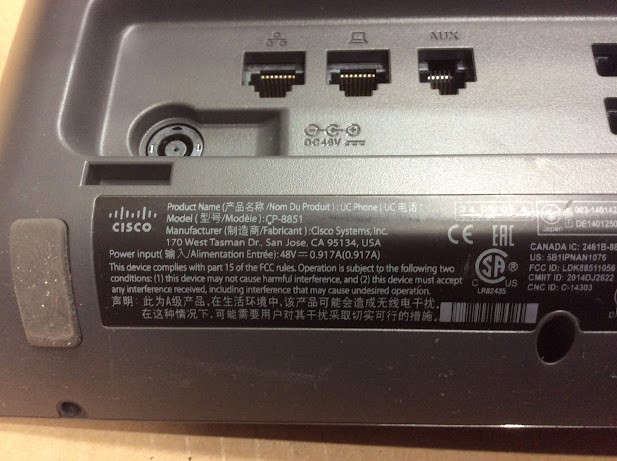 AUX
DC48V
CISCO
Product Name (产品名称/Nom Du Produit) : UC Phone ( UC 电话 )
Model (型号/Modèle) : CP-8851
Manufacturer (制造商/Fabricant) : Cisco Systems, Inc.
170 West Tasman Dr., San Jose, CA 95134, USA
Power input (输入/Alimentation Entrée): 48V⎓ 0.917A(0.917A)
This device complies with part 15 of the FCC rules. Operation is subject to the following two
conditions: (1) this device may not cause harmful interference, and (2) this device must accept
any interference received, including interference that may cause undesired operation.
声明 : 此为A级产品, 在生活环境中, 该产品可能会造成无线电干扰,
在这种情况下, 可能需要用户对其干扰采取切实可行的措施。
CE
EAC
SA
C US
LR82435
Japan
003-140142
DE1401250
CANADA IC: 2461B-88
US: 5B1IPNAN1076
FCC ID: LDK88511056
CMIIT ID: 2014DJ2622
CNC ID: C-14303